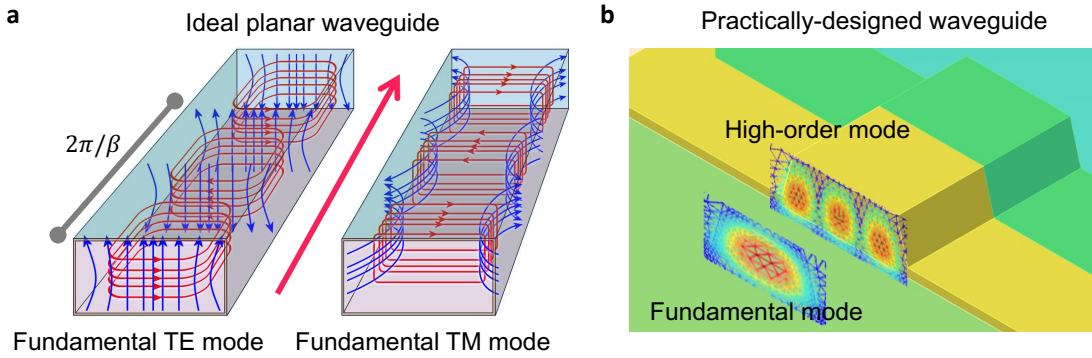 a
Ideal planar waveguide
2π/β
Fundamental TE mode
Fundamental TM mode
b
Practically-designed waveguide
High-order mode
Fundamental mode